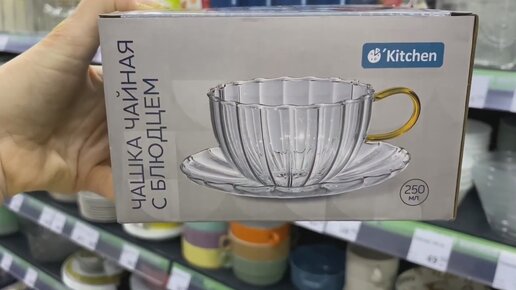 ЧАШКА ЧАЙНАЯ
С БЛЮДЦЕМ
'Kitchen
250
МЛ